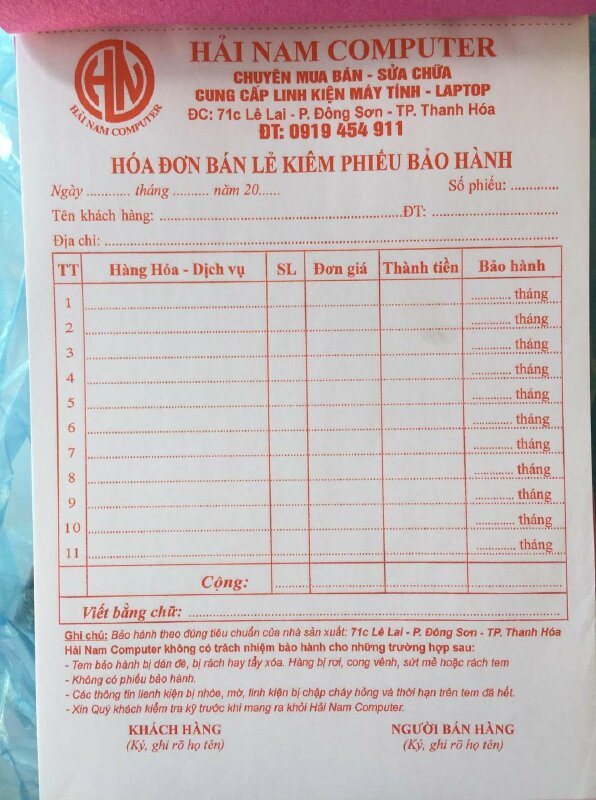 HN
HẢI NAM COMPUTER
HẢI NAM COMPUTER
CHUYÊN MUA BÁN - SỬA CHỮA
CUNG CẤP LINH KIỆN MÁY TÍNH - LAPTOP
ĐC: 71c Lê Lai - P. Đông Sơn - TP. Thanh Hóa
ĐT: 0919 454 911
HÓA ĐƠN BÁN LẺ KIÊM PHIẾU BẢO HÀNH
Ngày ............ tháng .......... năm 20...... Số phiếu: .............
Tên khách hàng: ................................................ĐT: .........................
Địa chỉ: ................................................................................
TT Hàng Hóa - Dịch vụ SL Đơn giá Thành tiền Bảo hành
1 ........... tháng
2 ........... tháng
3 ........... tháng
4 ........... tháng
5 ........... tháng
6 ........... tháng
7 ........... tháng
8 ........... tháng
9 ........... tháng
10 ........... tháng
11 ........... tháng
Cộng:
Viết bằng chữ: ................................................................
Ghi chú: Bảo hành theo đúng tiêu chuẩn của nhà sản xuất: 71c Lê Lai - P. Đông Sơn - TP. Thanh Hóa
Hải Nam Computer không có trách nhiệm bảo hành cho những trường hợp sau:
- Tem bảo hành bị dán đè, bị rách hay tẩy xóa. Hàng bị rơi, cong vênh, sứt mẻ hoặc rách tem
- Không có phiếu bảo hành.
- Các thông tin lienh kiện bị nhòe, mờ, linh kiện bị chập cháy hỏng và thời hạn trên tem đã hết.
- Xin Quý khách kiểm tra kỹ trước khi mang ra khỏi Hải Nam Computer.
KHÁCH HÀNG NGƯỜI BÁN HÀNG
(Ký, ghi rõ họ tên) (Ký, ghi rõ họ tên)